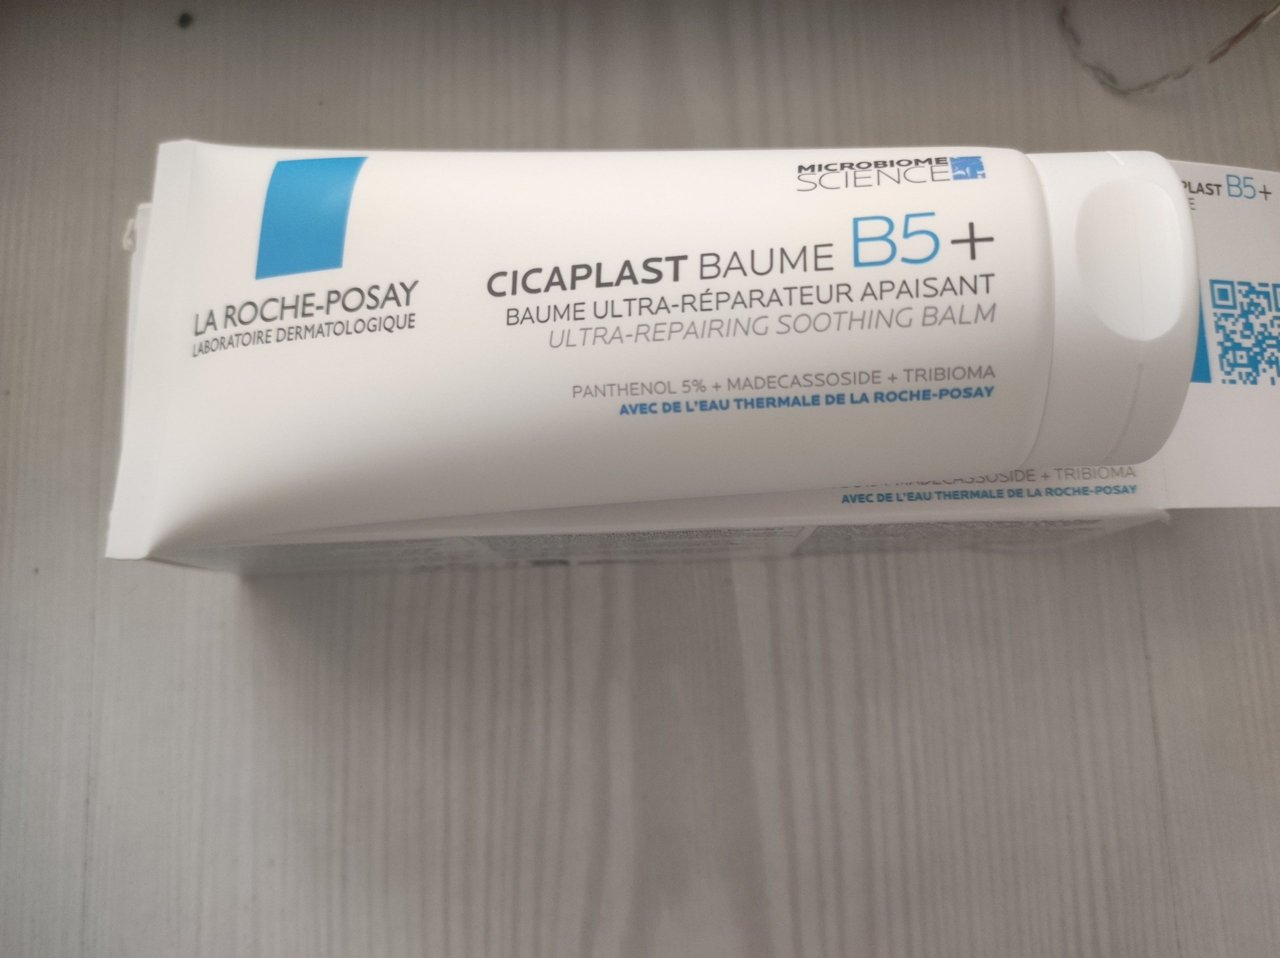 MICROBIOME
SCIENCE
LA ROCHE-POSAY
LABORATOIRE DERMATOLOGIQUE
CICAPLAST BAUME B5+
BAUME ULTRA-RÉPARATEUR APAISANT
ULTRA-REPAIRING SOOTHING BALM
PANTHENOL 5% + MADECASSOSIDE + TRIBIOMA
AVEC DE L'EAU THERMALE DE LA ROCHE-POSAY
PLAST B5+
E
MADECASSOSIDE + TRIBIOMA
AVEC DE L'EAU THERMALE DE LA ROCHE-POSAY